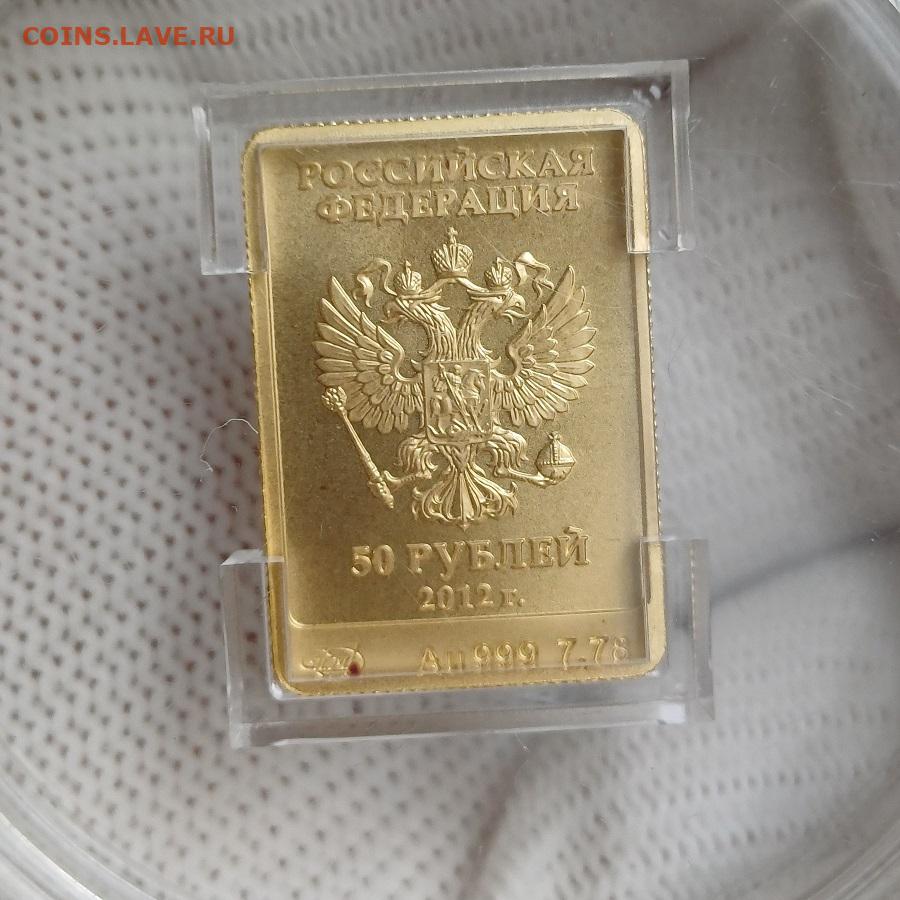 COINS.LAVE.RU
РОССИЙСКАЯ
ФЕДЕРАЦИЯ
50 РУБЛЕЙ
2012 г.
Au 999 7.78